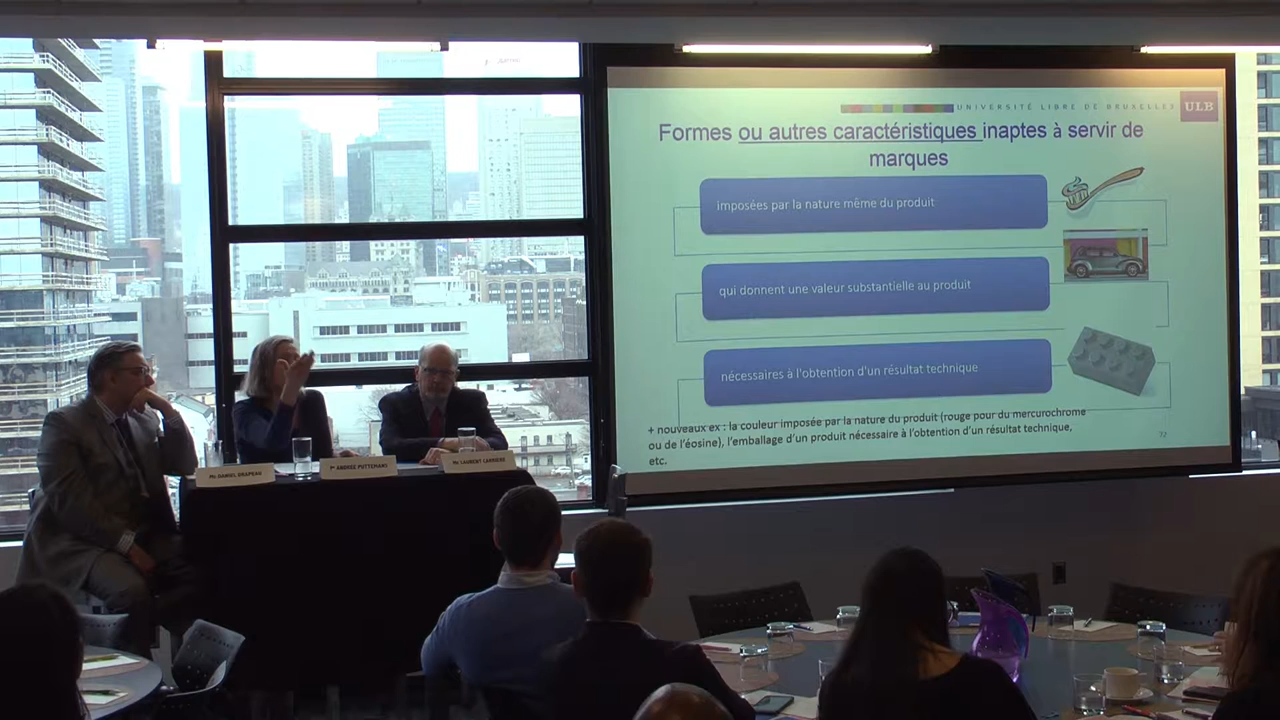 UNIVERSITÉ LIBRE DE BRUXELLES
ULB
Formes ou autres caractéristiques inaptes à servir de
marques
imposées par la nature même du produit
qui donnent une valeur substantielle au produit
nécessaires à l'obtention d'un résultat technique
+ nouveaux ex : la couleur imposée par la nature du produit (rouge pour du mercurochrome
ou de l'éosine), l'emballage d'un produit nécessaire à l'obtention d'un résultat technique,
etc.
Me DANIEL DRAPEAU
Pr ANDREE PUTTEMANS
Me LAURENT CARRIERE